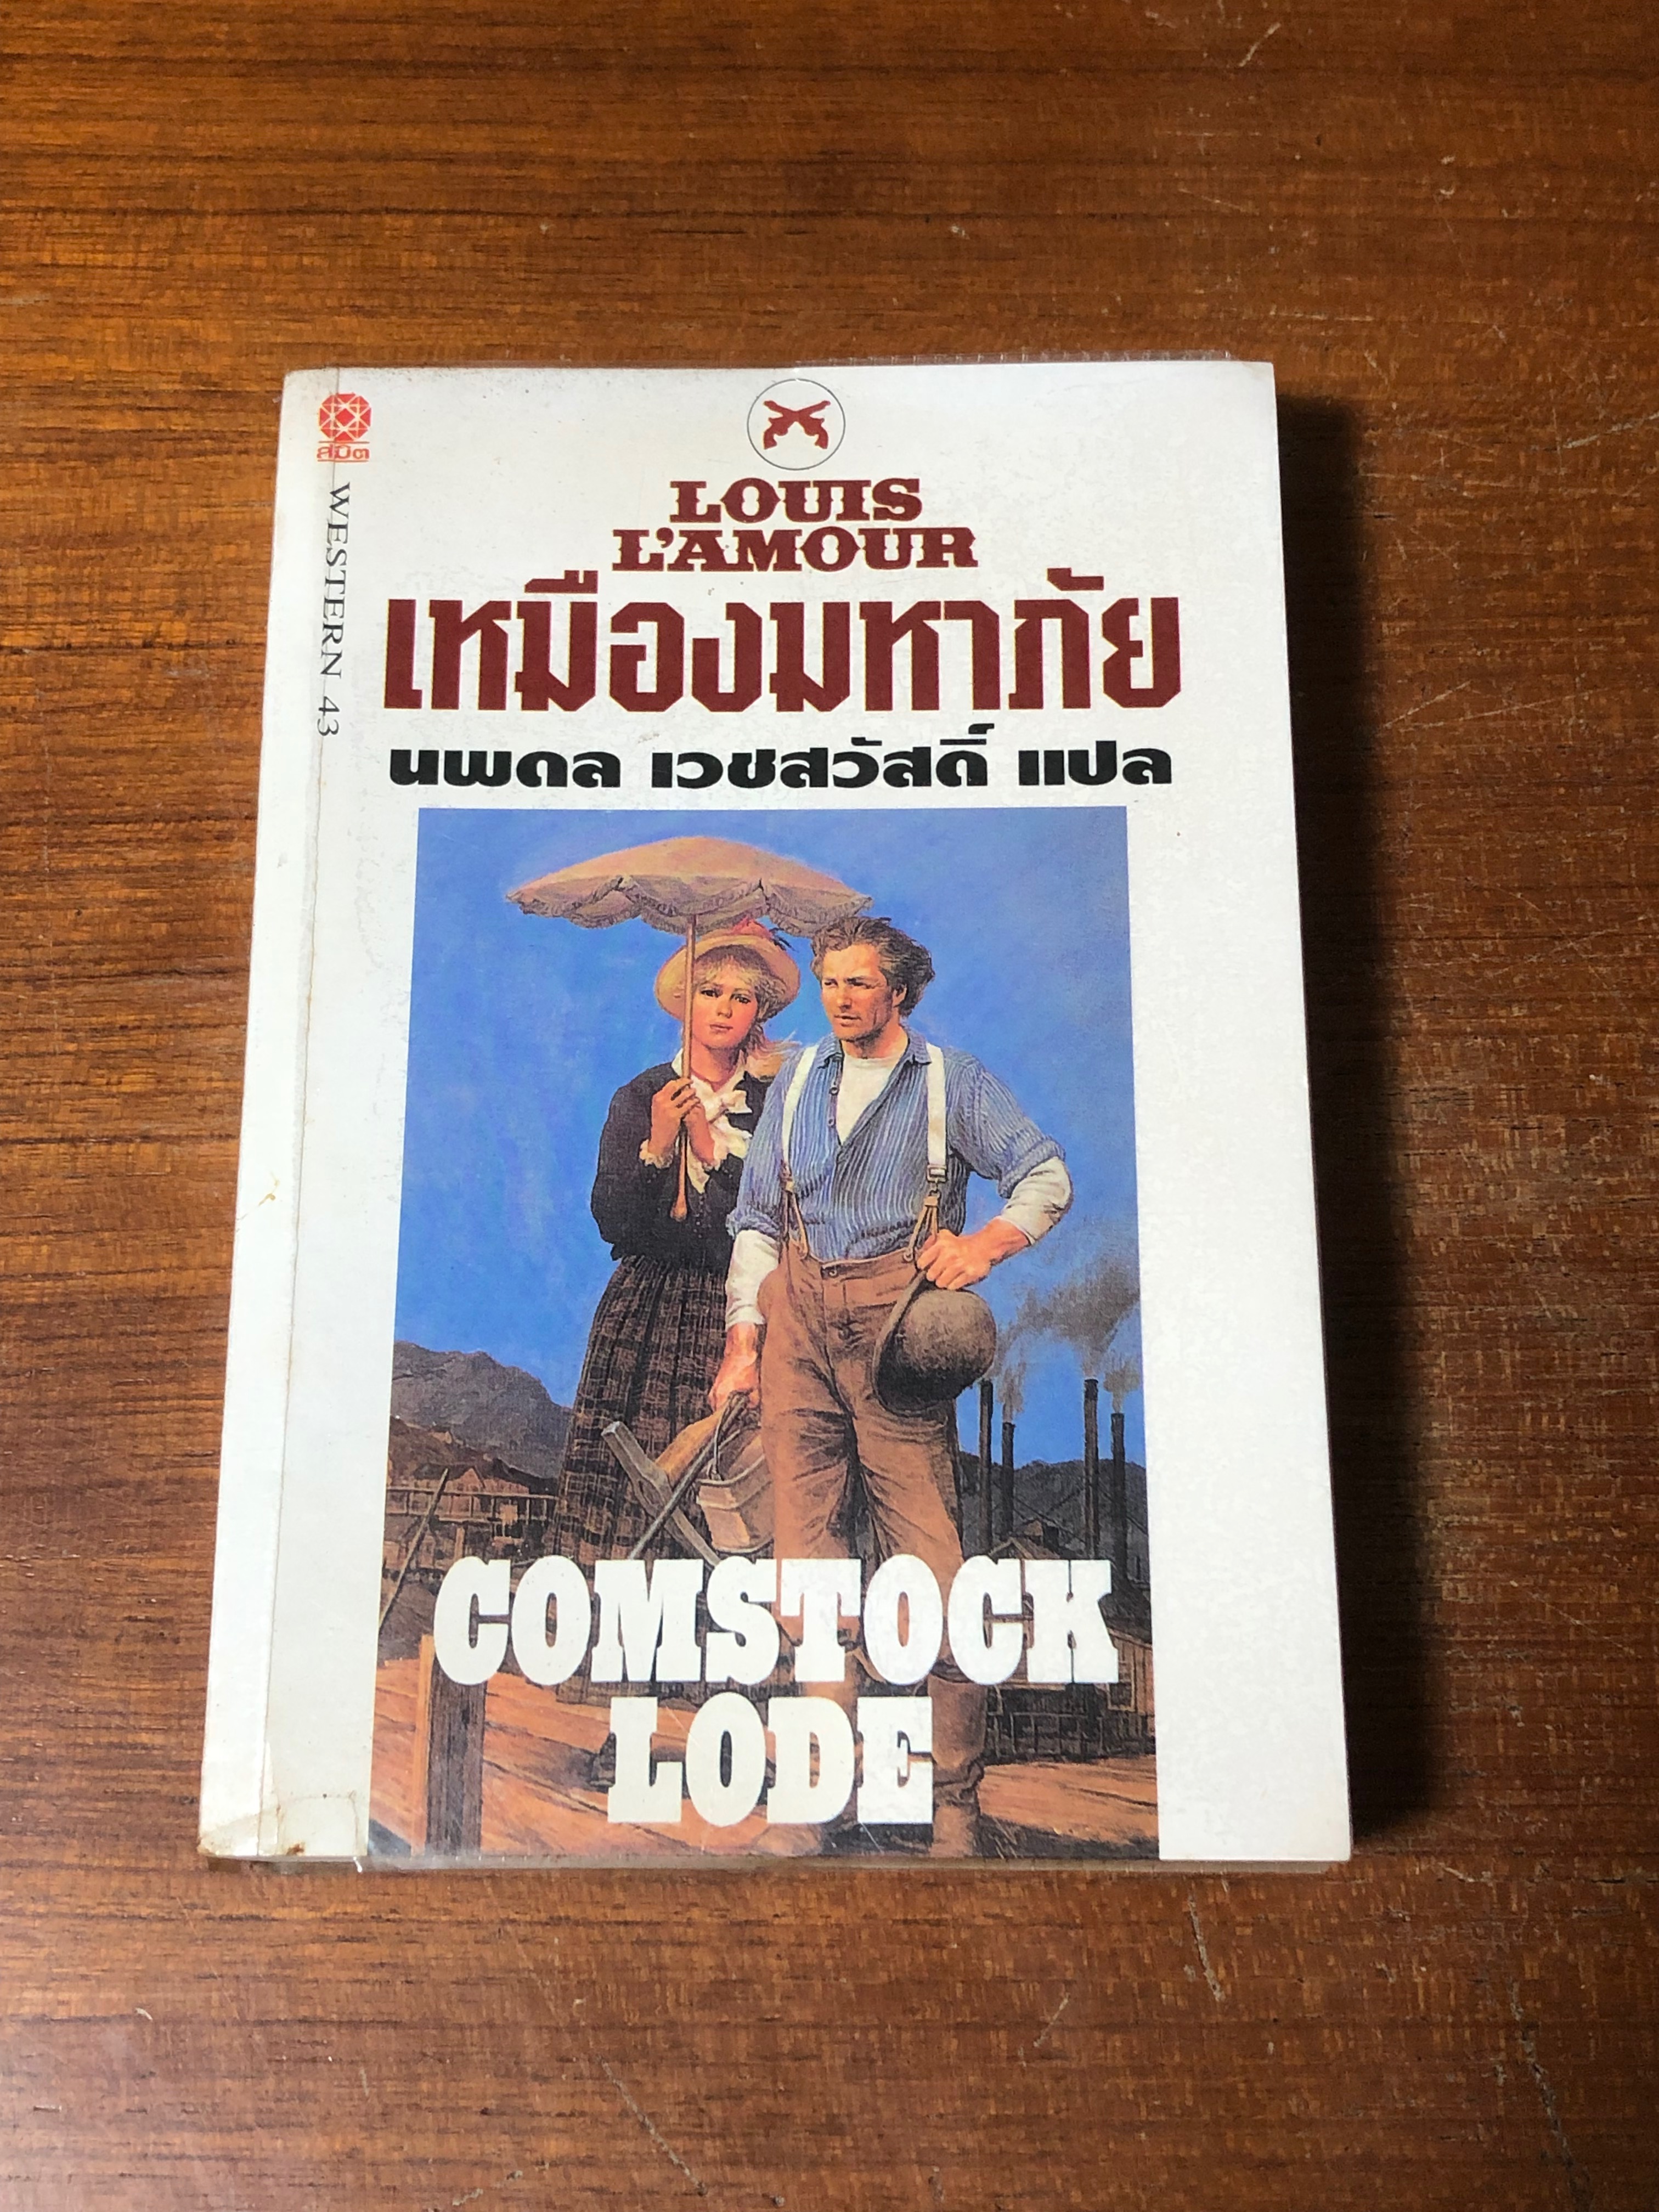 สมิต
WESTERN 43
LOUIS
L'AMOUR
เหมืองมหาภัย
นพดล เวชสวัสดิ์ แปล
COMSTOCK
LODE